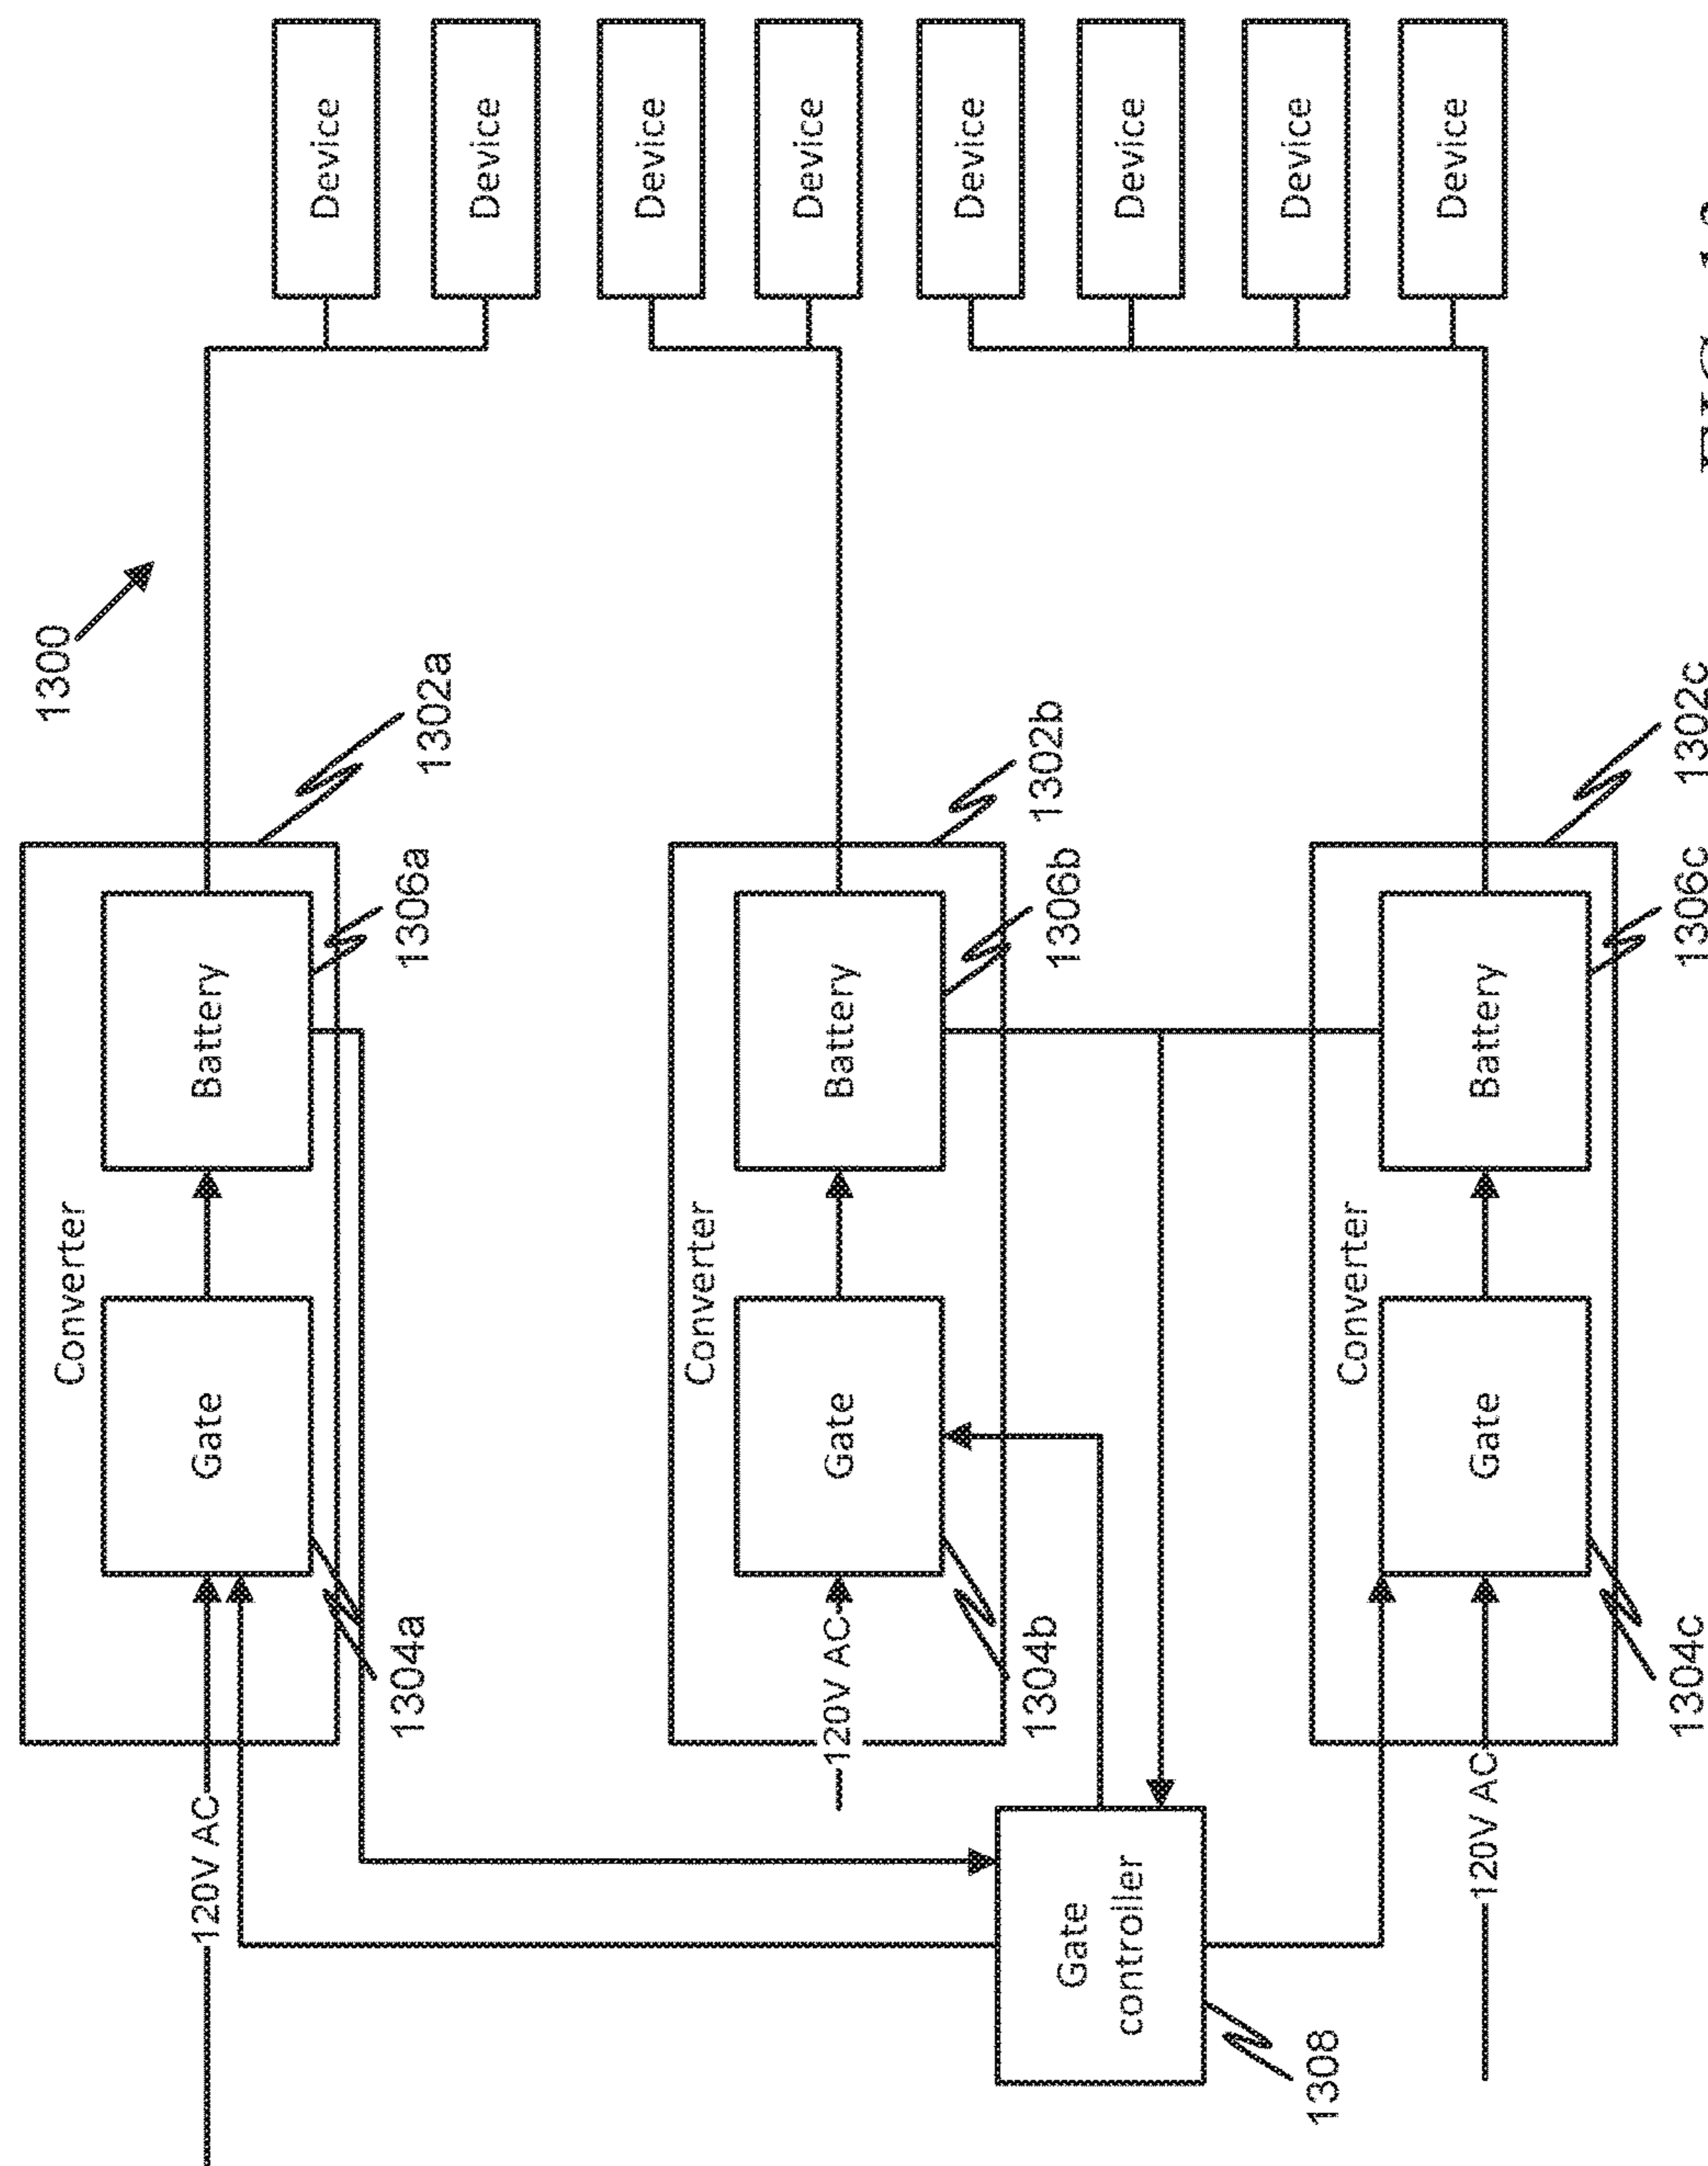 1300
Converter
120V AC
Gate
Battery
Device
1304a
1306a
1302a
Device
Device
Converter
Device
120V AC
Gate
Battery
Device
1304b
1306b
1302b
Gate
controller
Device
Device
1308
Converter
Device
120V AC
Gate
Battery
1304c
1306c
1302c